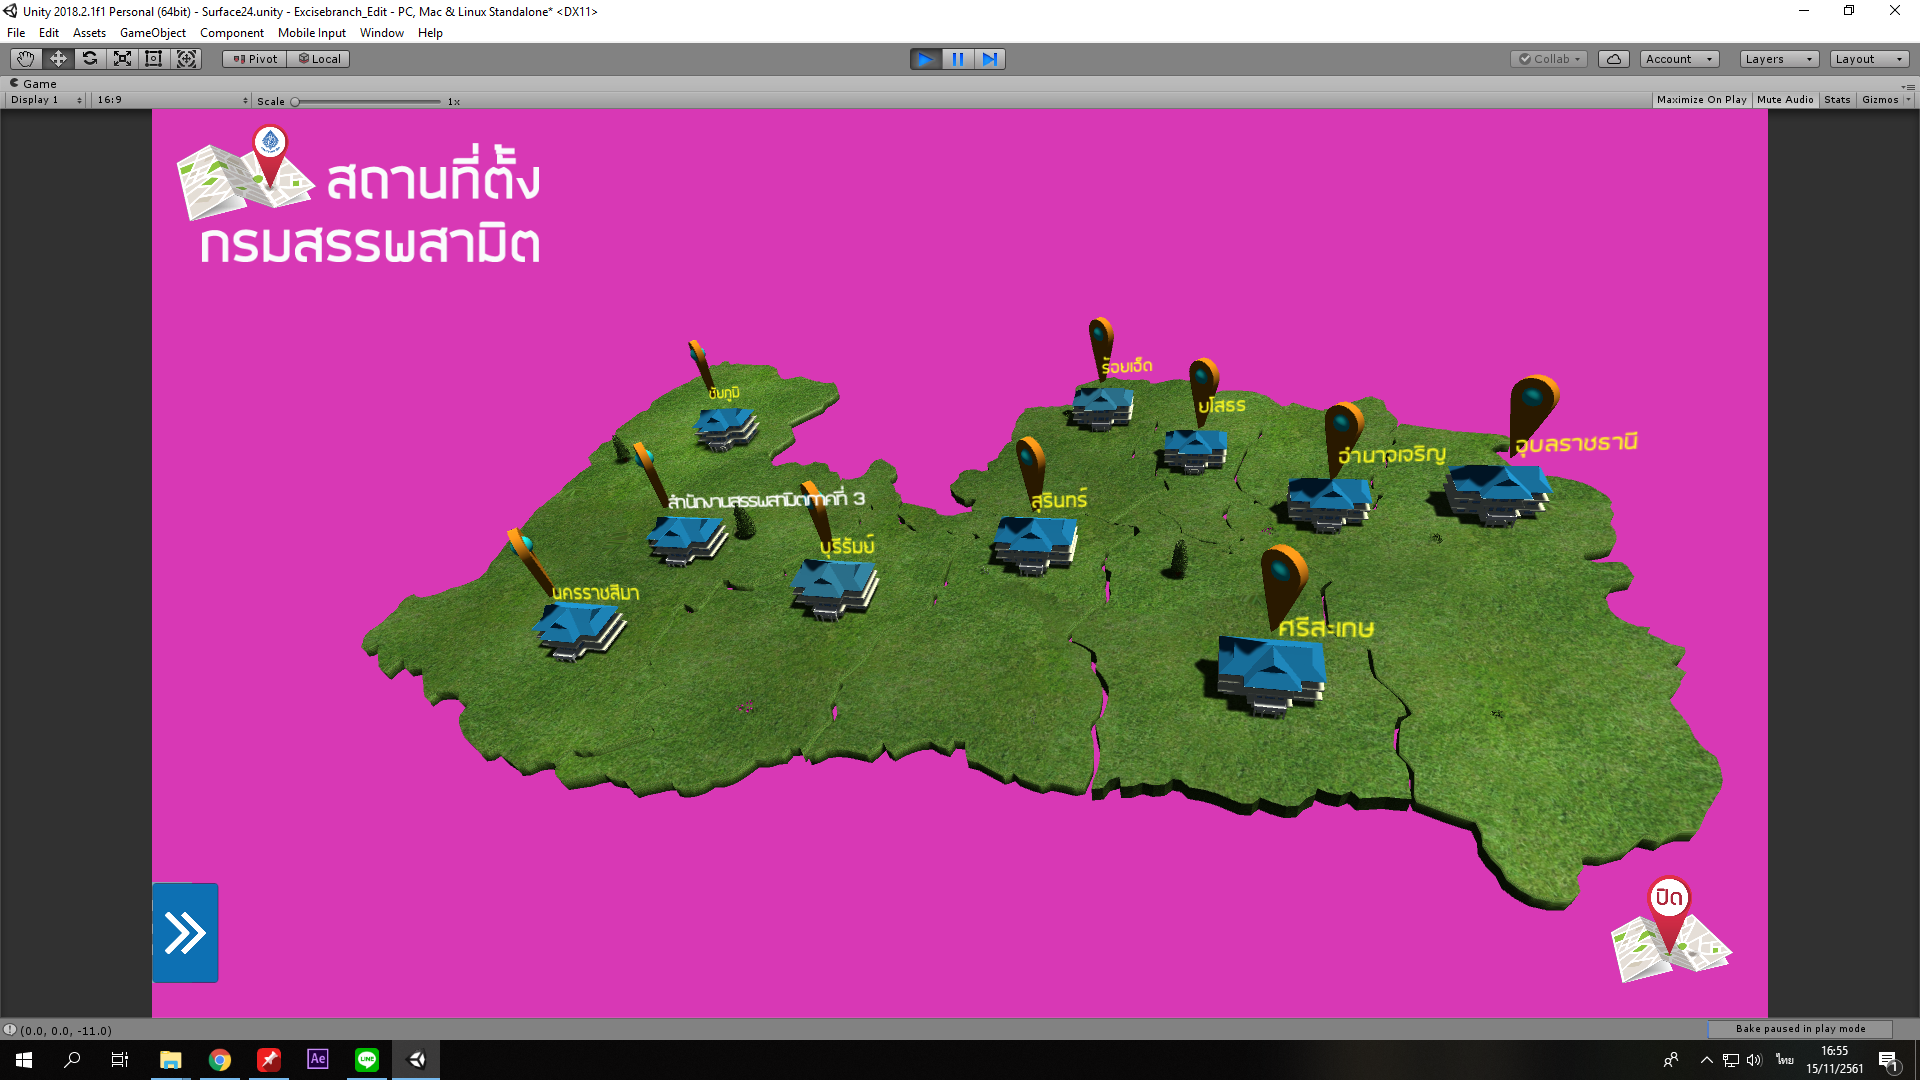 Unity 2018.2.1f1 Personal (64bit) - Surface24.unity - Excisebranch_Edit - PC, Mac & Linux Standalone* <DX11>
File Edit Assets GameObject Component Mobile Input Window Help
Pivot Local Collab Account Layers Layout
Game
Display 1 16:9 Scale 1x Maximize On Play Mute Audio Stats Gizmos
สถานที่ตั้ง
กรมสรรพสามิต
ร้อยเอ็ด
ชัยภูมิ
ยโสธร
อุบลราชธานี
อำนาจเจริญ
สำนักงานสรรพสามิตภาคที่ 3
สุรินทร์
บุรีรัมย์
นครราชสีมา
ศรีสะเกษ
ปิด
(0.0, 0.0, -11.0)
Bake paused in play mode
Ae
LINE
ไทย
16:55
15/11/2561
1